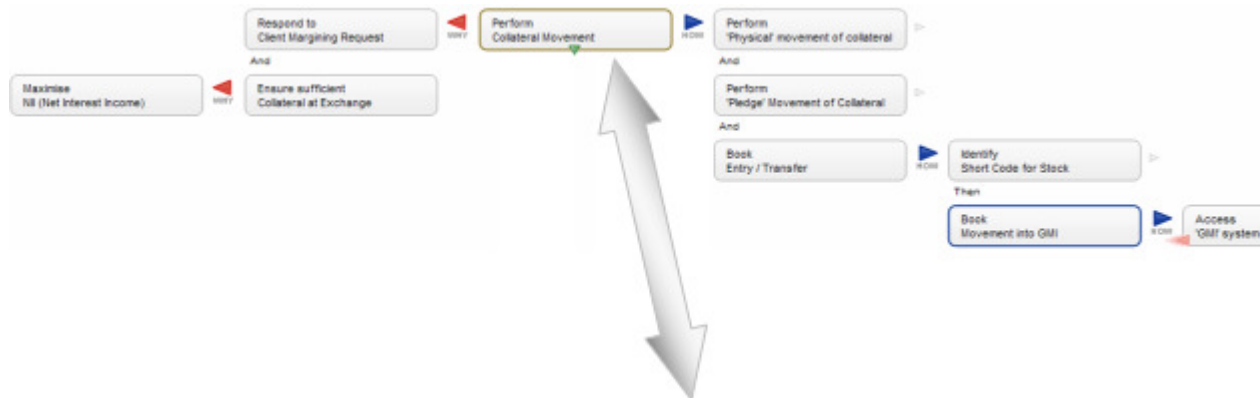 Respond to
Client Margining Request
WHY
Perform
Collateral Movement
HOW
Perform
'Physical' movement of collateral
And
And
Maximise
NII (Net Interest Income)
WHY
Ensure sufficient
Collateral at Exchange
Perform
'Pledge' Movement of Collateral
And
Book
Entry / Transfer
HOW
Identify
Short Code for Stock
Then
Book
Movement into GMI
HOW
Access
'GMI' system